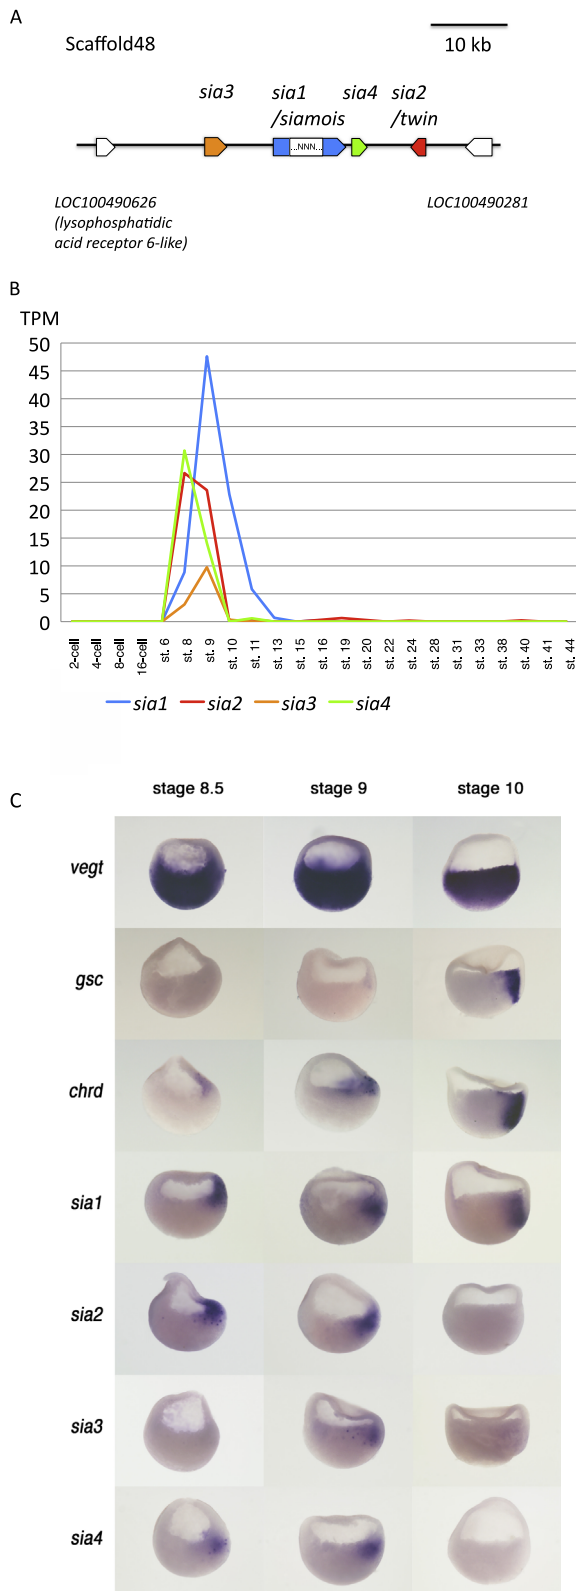 A
Scaffold48
10 kb
sia3 sia1 sia4 sia2
/siamois /twin
...NNN...
LOC100490626 LOC100490281
(lysophosphatidic
acid receptor 6-like)
B
TPM
50
45
40
35
30
25
20
15
10
5
0
2-cell 4-cell 8-cell 16-cell st. 6 st. 8 st. 9 st. 10 st. 11 st. 13 st. 15 st. 16 st. 19 st. 20 st. 22 st. 24 st. 28 st. 31 st. 33 st. 38 st. 40 st. 41 st. 44
sia1 sia2 sia3 sia4
C
stage 8.5 stage 9 stage 10
vegt
gsc
chrd
sia1
sia2
sia3
sia4